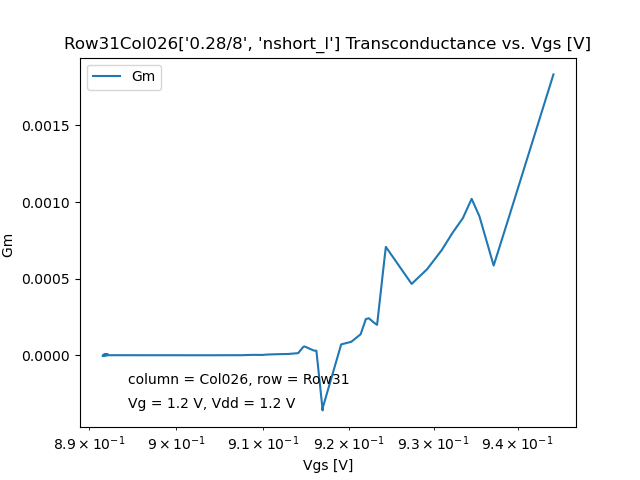 Row31Col026['0.28/8', 'nshort_l'] Transconductance vs. Vgs [V]
Gm
0.0015
0.0010
0.0005
0.0000
Gm
column = Col026, row = Row31
Vg = 1.2 V, Vdd = 1.2 V
8.9 × 10⁻¹ 9 × 10⁻¹ 9.1 × 10⁻¹ 9.2 × 10⁻¹ 9.3 × 10⁻¹ 9.4 × 10⁻¹
Vgs [V]